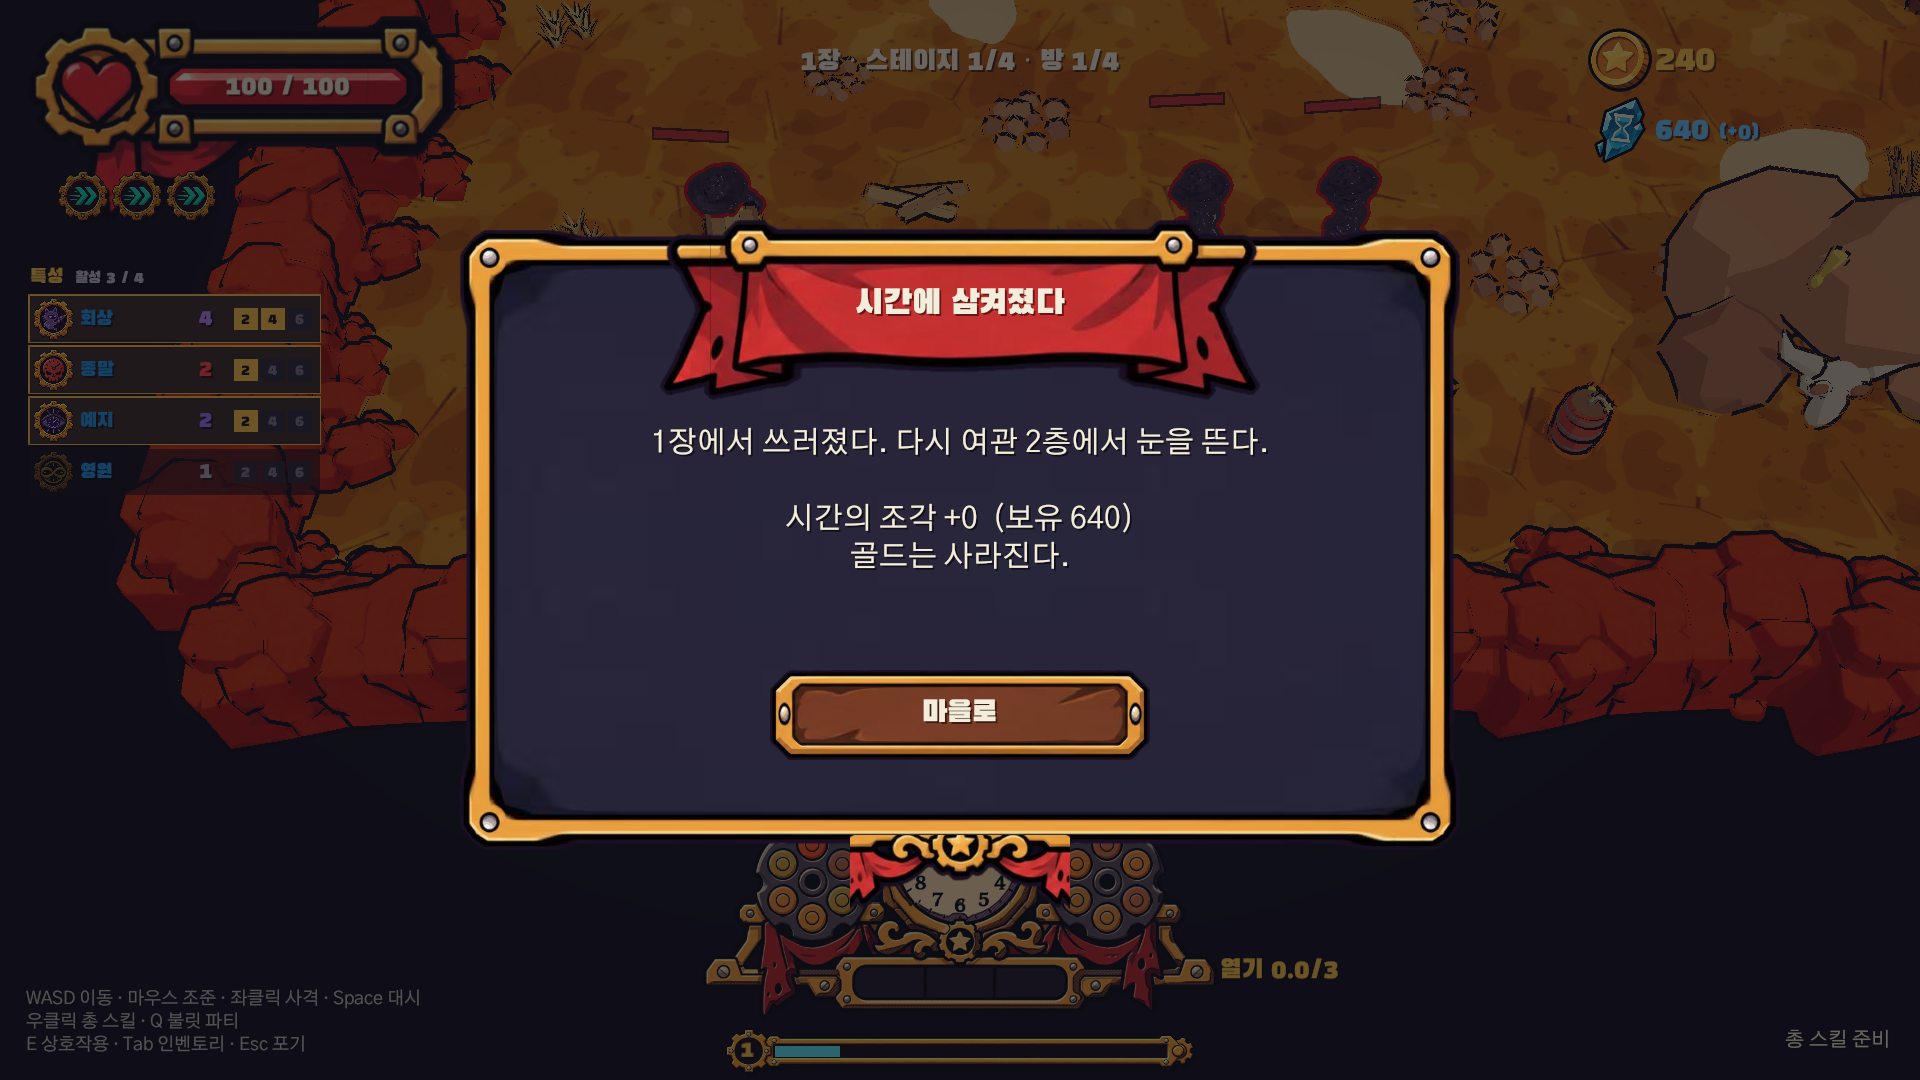 100 / 100
1장 · 스테이지 1/4 · 방 1/4
240
640 (+0)
특성 활성 3 / 4
회상 4 2 4 6
종말 2 2 4 6
예지 2 2 4 6
영원 1 2 4 6
시간에 삼켜졌다
1장에서 쓰러졌다. 다시 여관 2층에서 눈을 뜬다.
시간의 조각 +0 (보유 640)
골드는 사라진다.
마을로
8 7 6 5 4
열기 0.0/3
WASD 이동 · 마우스 조준 · 좌클릭 사격 · Space 대시
우클릭 총 스킬 · Q 불릿 파티
E 상호작용 · Tab 인벤토리 · Esc 포기
1
총 스킬 준비